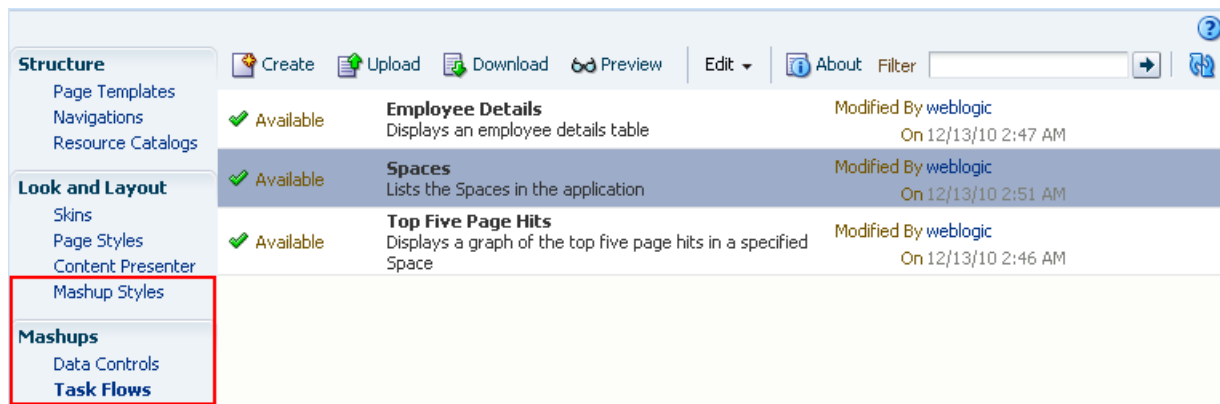 Structure
Page Templates
Navigations
Resource Catalogs
Look and Layout
Skins
Page Styles
Content Presenter
Mashup Styles
Mashups
Data Controls
Task Flows
Create Upload Download Preview Edit About Filter
Available
Employee Details
Displays an employee details table
Modified By weblogic
On 12/13/10 2:47 AM
Available
Spaces
Lists the Spaces in the application
Modified By weblogic
On 12/13/10 2:51 AM
Available
Top Five Page Hits
Displays a graph of the top five page hits in a specified
Space
Modified By weblogic
On 12/13/10 2:46 AM